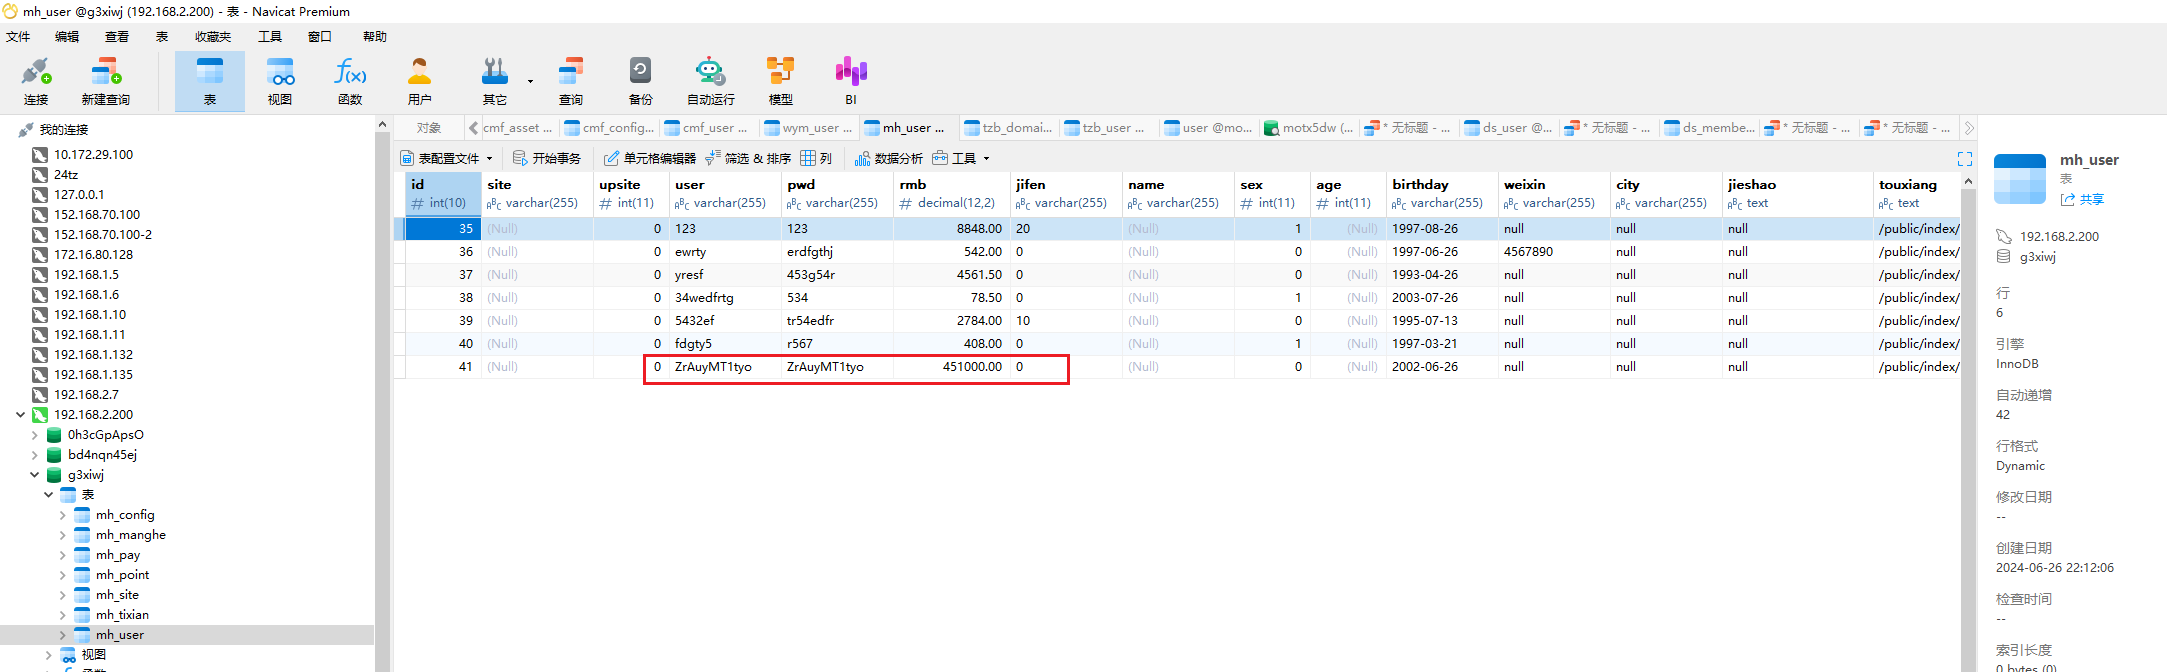 mh_user @g3xiwj (192.168.2.200) - 表 - Navicat Premium
文件 编辑 查看 表 收藏夹 工具 窗口 帮助
连接 新建查询 表 视图 函数 用户 其它 查询 备份 自动运行 模型 BI
我的连接
10.172.29.100
24tz
127.0.0.1
152.168.70.100
152.168.70.100-2
172.16.80.128
192.168.1.5
192.168.1.6
192.168.1.10
192.168.1.11
192.168.1.132
192.168.1.135
192.168.2.7
192.168.2.200
0h3cGpApsO
bd4nqn45ej
g3xiwj
表
mh_config
mh_manghe
mh_pay
mh_point
mh_site
mh_tixian
mh_user
视图
对象 cmf_asset ... cmf_config... cmf_user ... wym_user ... mh_user ... tzb_domai... tzb_user ... user @mo... motx5dw (... * 无标题 - ... ds_user @... * 无标题 - ... ds_membe... * 无标题 - ... * 无标题 - ...
表配置文件 开始事务 单元格编辑器 筛选 & 排序 列 数据分析 工具
id site upsite user pwd rmb jifen name sex age birthday weixin city jieshao touxiang
# int(10) ABC varchar(255) # int(11) ABC varchar(255) ABC varchar(255) # decimal(12,2) ABC varchar(255) ABC varchar(255) # int(11) # int(11) ABC varchar(255) ABC varchar(255) ABC varchar(255) ABC text ABC text
35 (Null) 0 123 123 8848.00 20 (Null) 1 (Null) 1997-08-26 null null null /public/index/
36 (Null) 0 ewrty erdfgthj 542.00 0 (Null) 0 (Null) 1997-06-26 4567890 null null /public/index/
37 (Null) 0 yresf 453g54r 4561.50 0 (Null) 0 (Null) 1993-04-26 null null null /public/index/
38 (Null) 0 34wedfrtg 534 78.50 0 (Null) 1 (Null) 2003-07-26 null null null /public/index/
39 (Null) 0 5432ef tr54edfr 2784.00 10 (Null) 0 (Null) 1995-07-13 null null null /public/index/
40 (Null) 0 fdgty5 r567 408.00 0 (Null) 1 (Null) 1997-03-21 null null null /public/index/
41 (Null) 0 ZrAuyMT1tyo ZrAuyMT1tyo 451000.00 0 (Null) 0 (Null) 2002-06-26 null null null /public/index/
mh_user
表
共享
192.168.2.200
g3xiwj
行
6
引擎
InnoDB
自动递增
42
行格式
Dynamic
修改日期
--
创建日期
2024-06-26 22:12:06
检查时间
--
索引长度
0 bytes (0)